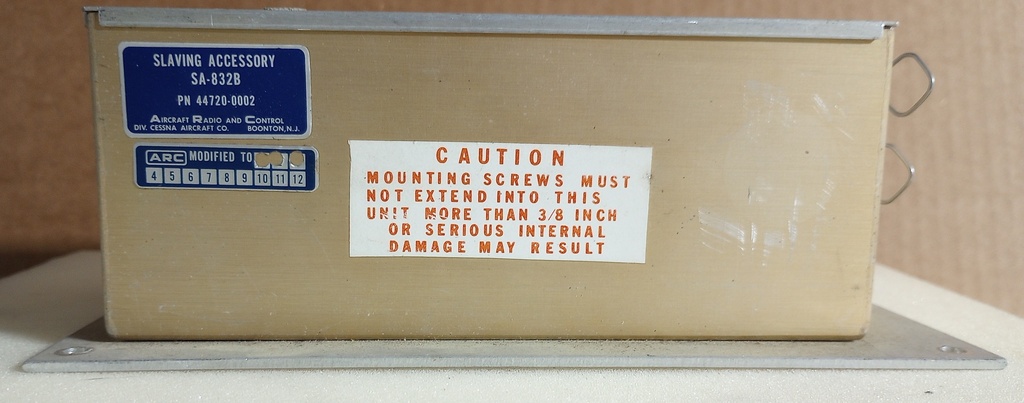 SLAVING ACCESSORY
SA-832B
PN 44720-0002
AIRCRAFT RADIO AND CONTROL
DIV. CESSNA AIRCRAFT CO. BOONTON, N.J.
ARC MODIFIED TO
4 5 6 7 8 9 10 11 12
CAUTION
MOUNTING SCREWS MUST
NOT EXTEND INTO THIS
UNIT MORE THAN 3/8 INCH
OR SERIOUS INTERNAL
DAMAGE MAY RESULT